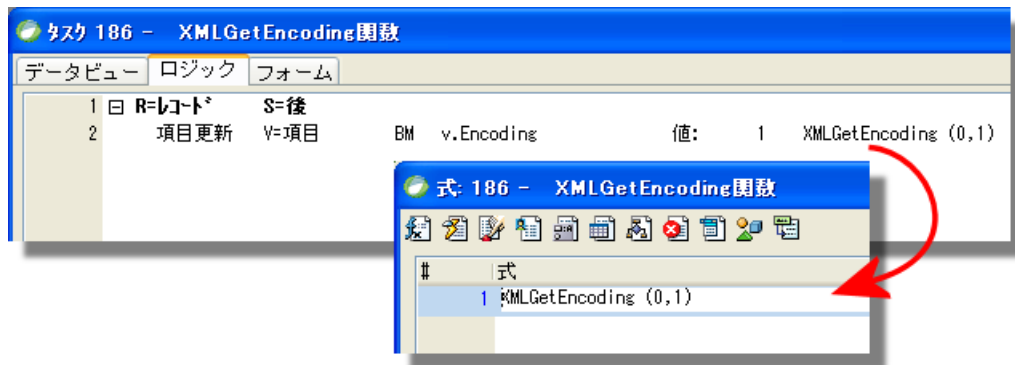 ﾀｽｸ 186 - XMLGetEncoding関数
データビュー ロジック フォーム
1 R=ﾚｺｰﾄﾞ S=後
2 項目更新 V=項目 BM v.Encoding 値: 1 XMLGetEncoding (0,1)
式: 186 - XMLGetEncoding関数
# 式
1 XMLGetEncoding (0,1)